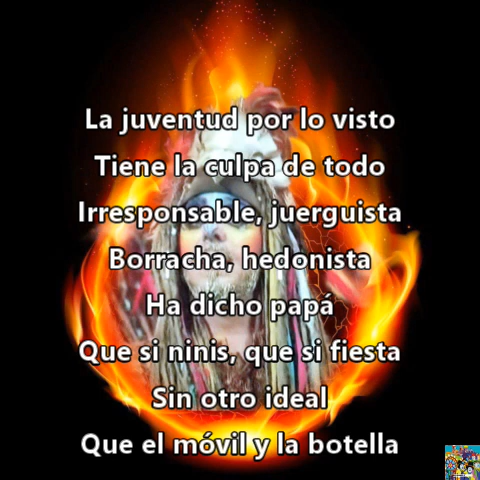 La juventud por lo visto
Tiene la culpa de todo
Irresponsable, juerguista
Borracha, hedonista
Ha dicho papá
Que si ninis, que si fiesta
Sin otro ideal
Que el móvil y la botella